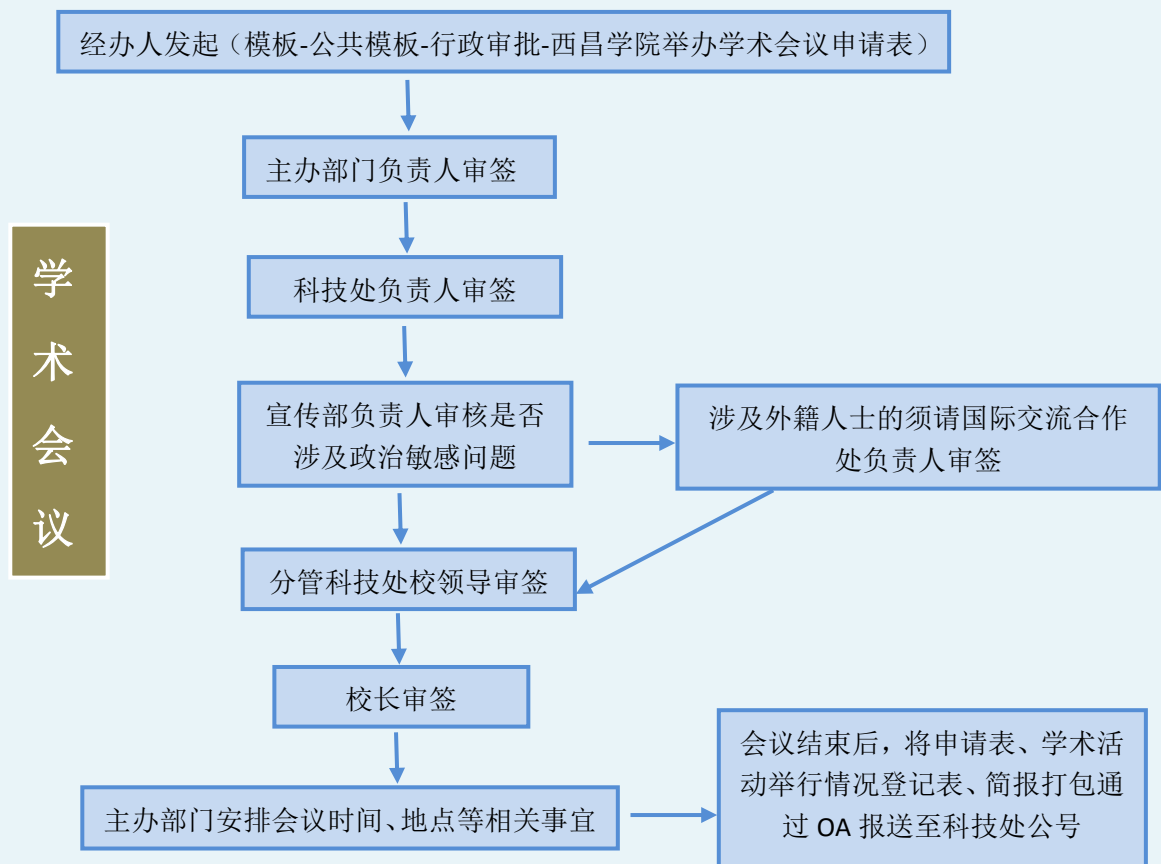 经办人发起（模板-公共模板-行政审批-西昌学院举办学术会议申请表）
主办部门负责人审签
学术会议
科技处负责人审签
宣传部负责人审核是否
涉及政治敏感问题
涉及外籍人士的须请国际交流合作
处负责人审签
分管科技处校领导审签
校长审签
主办部门安排会议时间、地点等相关事宜
会议结束后，将申请表、学术活
动举行情况登记表、简报打包通
过 OA 报送至科技处公号